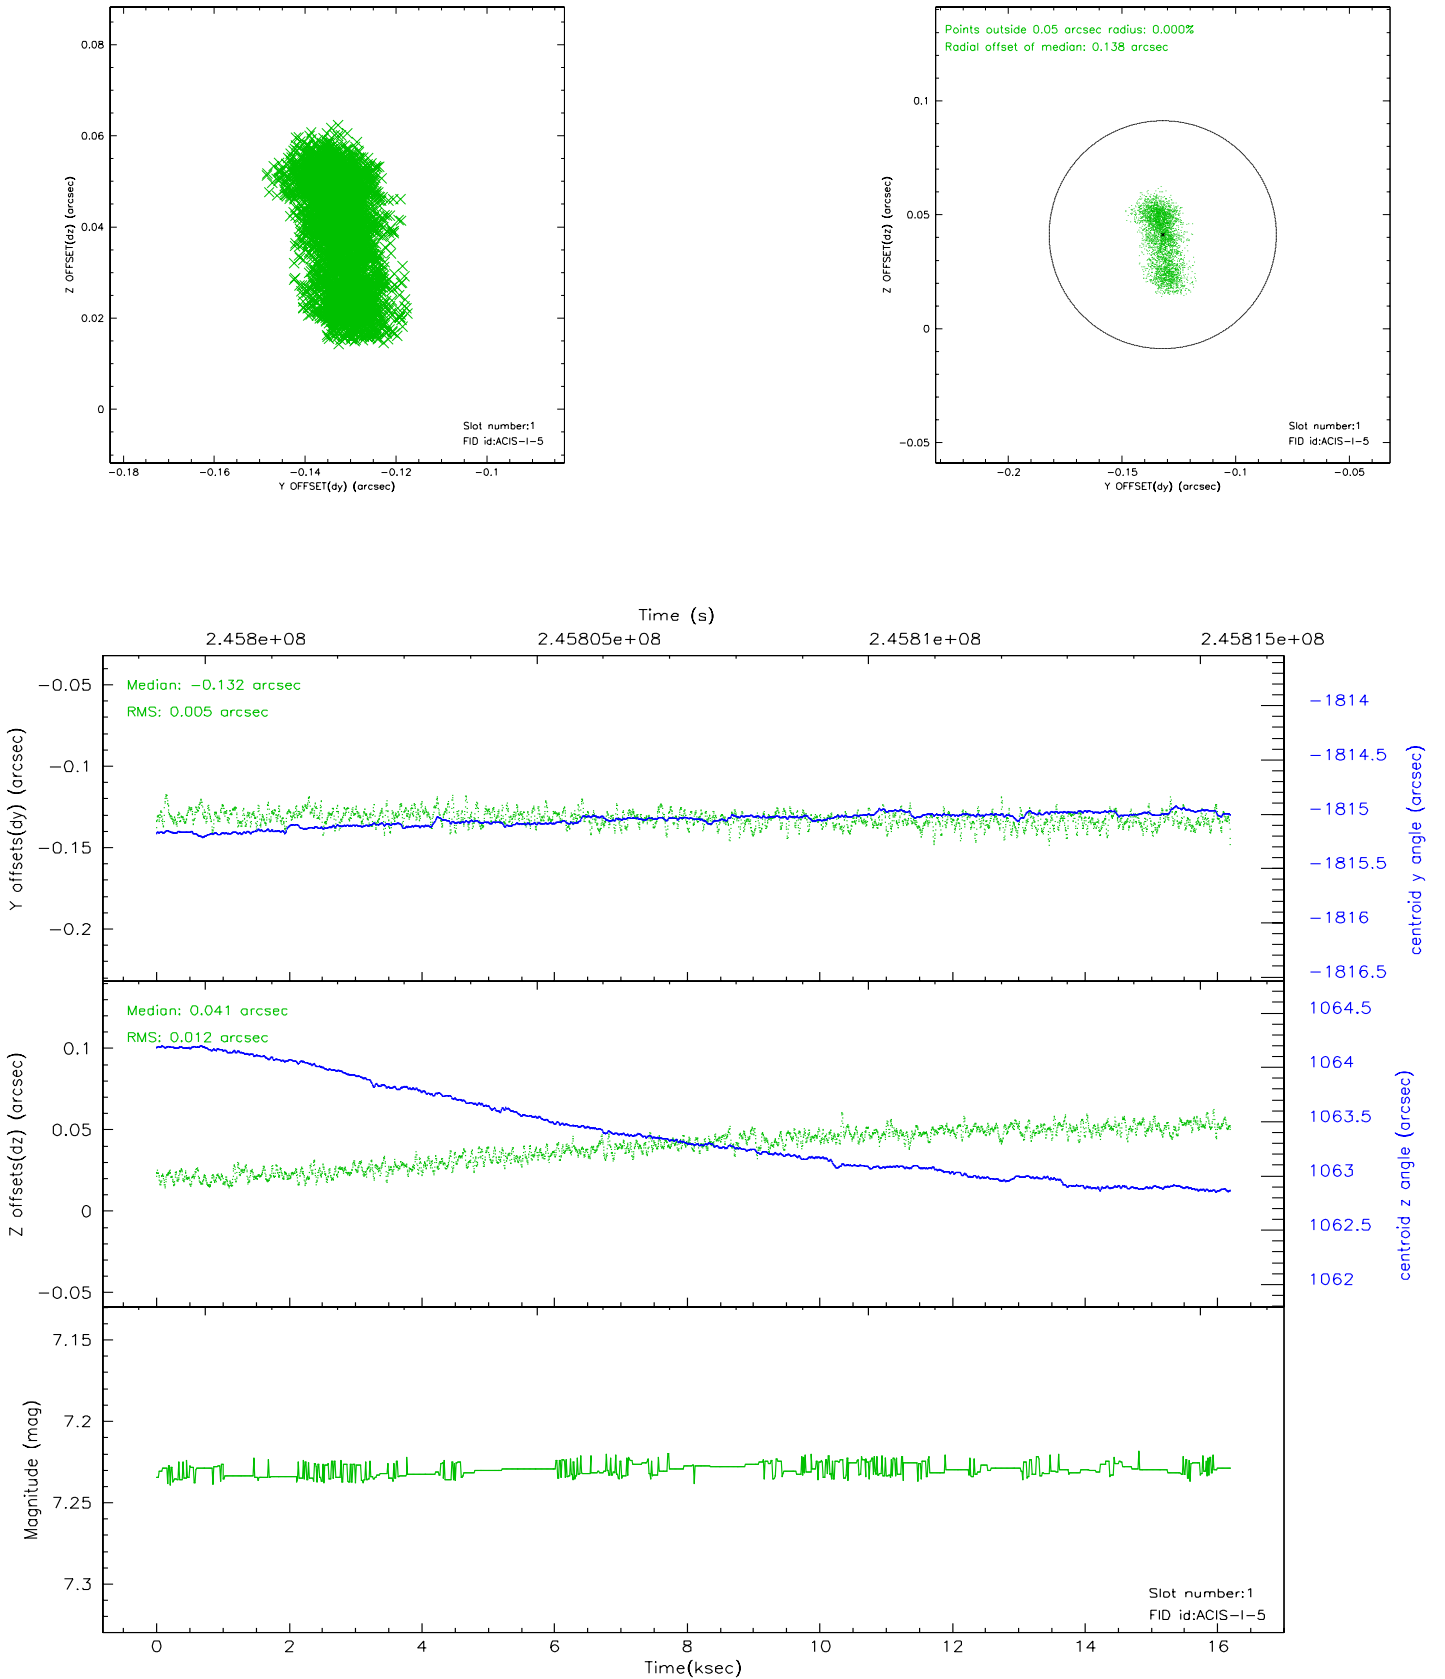 0.08
0.06
0.04
0.02
0
Z OFFSET(dz) (arcsec)
Slot number:1
FID id:ACIS-I-5
-0.18 -0.16 -0.14 -0.12 -0.1
Y OFFSET(dy) (arcsec)
Points outside 0.05 arcsec radius: 0.000%
Radial offset of median: 0.138 arcsec
0.1
0.05
0
-0.05
Z OFFSET(dz) (arcsec)
Slot number:1
FID id:ACIS-I-5
-0.2 -0.15 -0.1 -0.05
Y OFFSET(dy) (arcsec)
Time (s)
2.458e+08 2.45805e+08 2.4581e+08 2.45815e+08
Median: -0.132 arcsec
RMS: 0.005 arcsec
-0.05
-0.1
-0.15
-0.2
Y offsets(dy) (arcsec)
-1814
-1814.5
-1815
-1815.5
-1816
-1816.5
centroid y angle (arcsec)
Median: 0.041 arcsec
RMS: 0.012 arcsec
0.1
0.05
0
-0.05
Z offsets(dz) (arcsec)
1064.5
1064
1063.5
1063
1062.5
1062
centroid z angle (arcsec)
7.15
7.2
7.25
7.3
Magnitude (mag)
Slot number:1
FID id:ACIS-I-5
0 2 4 6 8 10 12 14 16
Time(ksec)